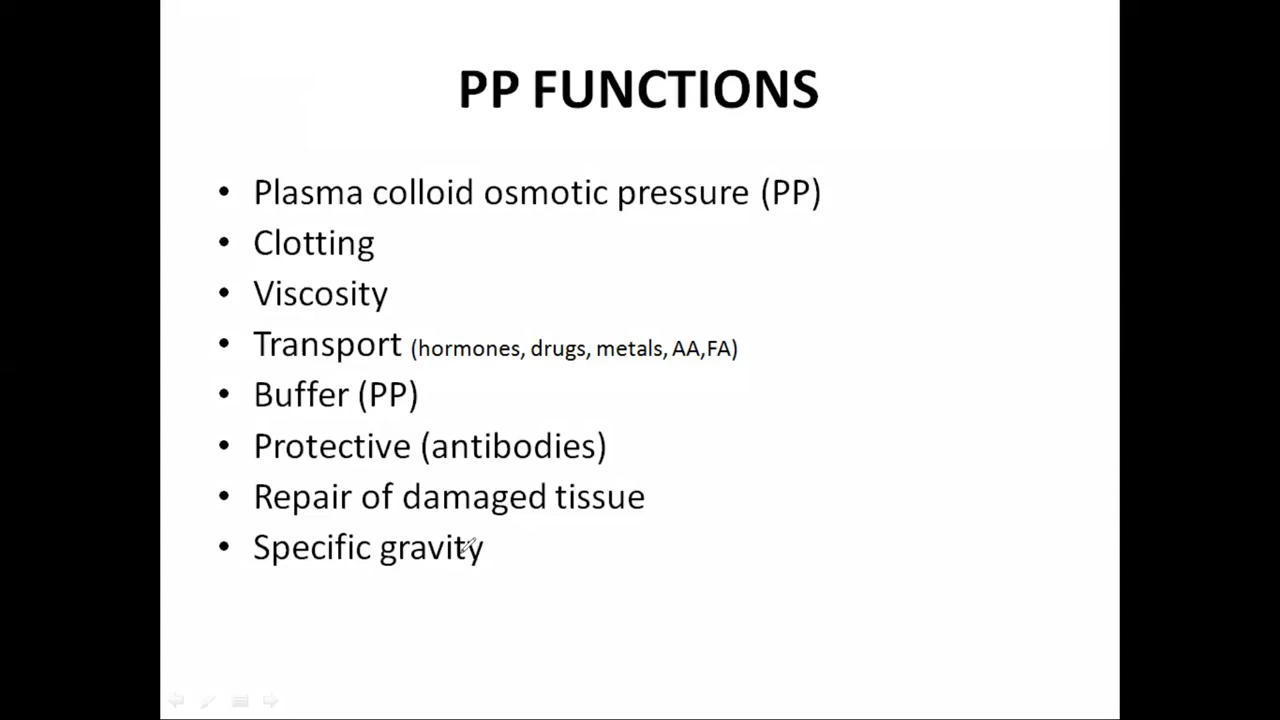 PP FUNCTIONS
• Plasma colloid osmotic pressure (PP)
• Clotting
• Viscosity
• Transport (hormones, drugs, metals, AA,FA)
• Buffer (PP)
• Protective (antibodies)
• Repair of damaged tissue
• Specific gravity